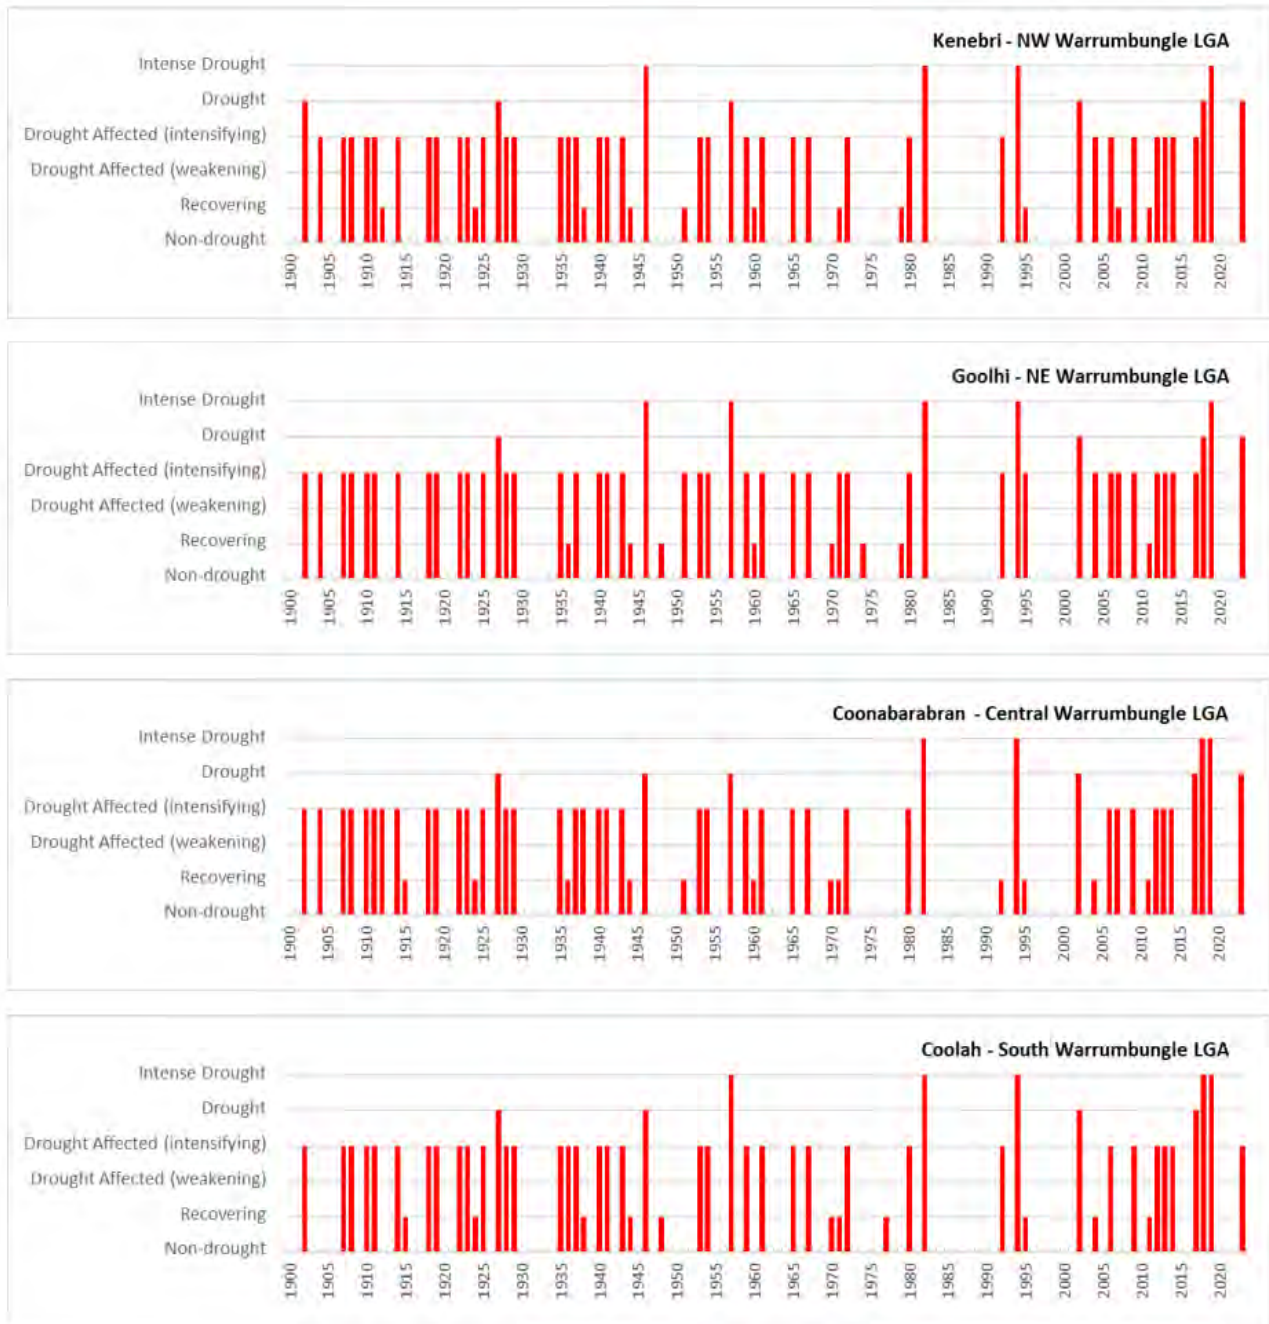 Kenebri - NW Warrumbungle LGA
Intense Drought
Drought
Drought Affected (intensifying)
Drought Affected (weakening)
Recovering
Non-drought
1900 1905 1910 1915 1920 1925 1930 1935 1940 1945 1950 1955 1960 1965 1970 1975 1980 1985 1990 1995 2000 2005 2010 2015 2020
Goolhi - NE Warrumbungle LGA
Intense Drought
Drought
Drought Affected (intensifying)
Drought Affected (weakening)
Recovering
Non-drought
1900 1905 1910 1915 1920 1925 1930 1935 1940 1945 1950 1955 1960 1965 1970 1975 1980 1985 1990 1995 2000 2005 2010 2015 2020
Coonabarabran - Central Warrumbungle LGA
Intense Drought
Drought
Drought Affected (intensifying)
Drought Affected (weakening)
Recovering
Non-drought
1900 1905 1910 1915 1920 1925 1930 1935 1940 1945 1950 1955 1960 1965 1970 1975 1980 1985 1990 1995 2000 2005 2010 2015 2020
Coolah - South Warrumbungle LGA
Intense Drought
Drought
Drought Affected (intensifying)
Drought Affected (weakening)
Recovering
Non-drought
1900 1905 1910 1915 1920 1925 1930 1935 1940 1945 1950 1955 1960 1965 1970 1975 1980 1985 1990 1995 2000 2005 2010 2015 2020